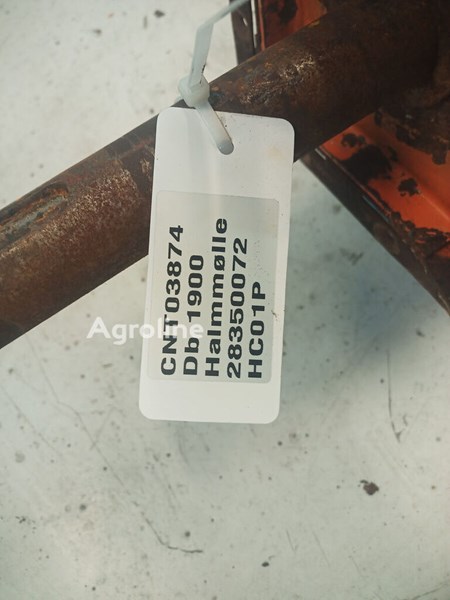 CNT03874
Db 1900
Halmmølle
28350072
HC01P
Agroline